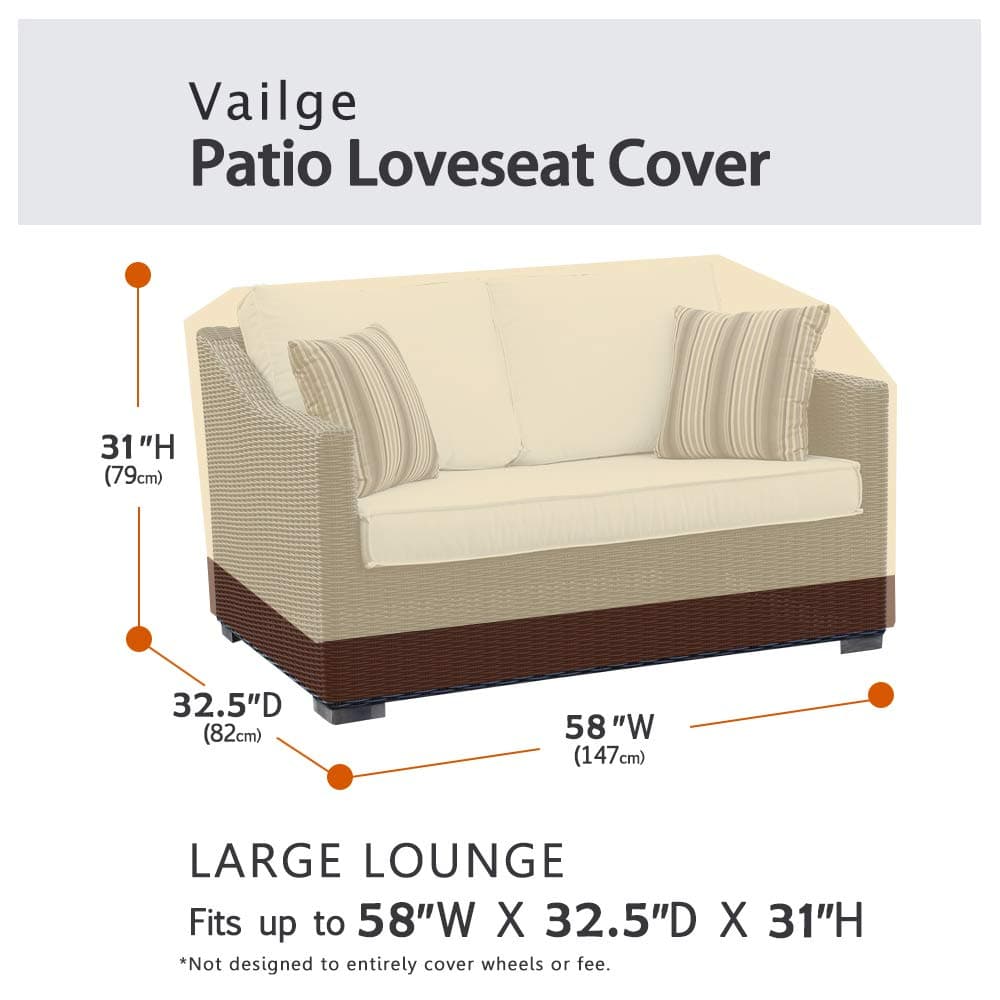 Vailge
Patio Loveseat Cover
31"H
(79cm)
32.5"D
(82cm)
58"W
(147cm)
LARGE LOUNGE
Fits up to 58"W X 32.5"D X 31"H
*Not designed to entirely cover wheels or fee.